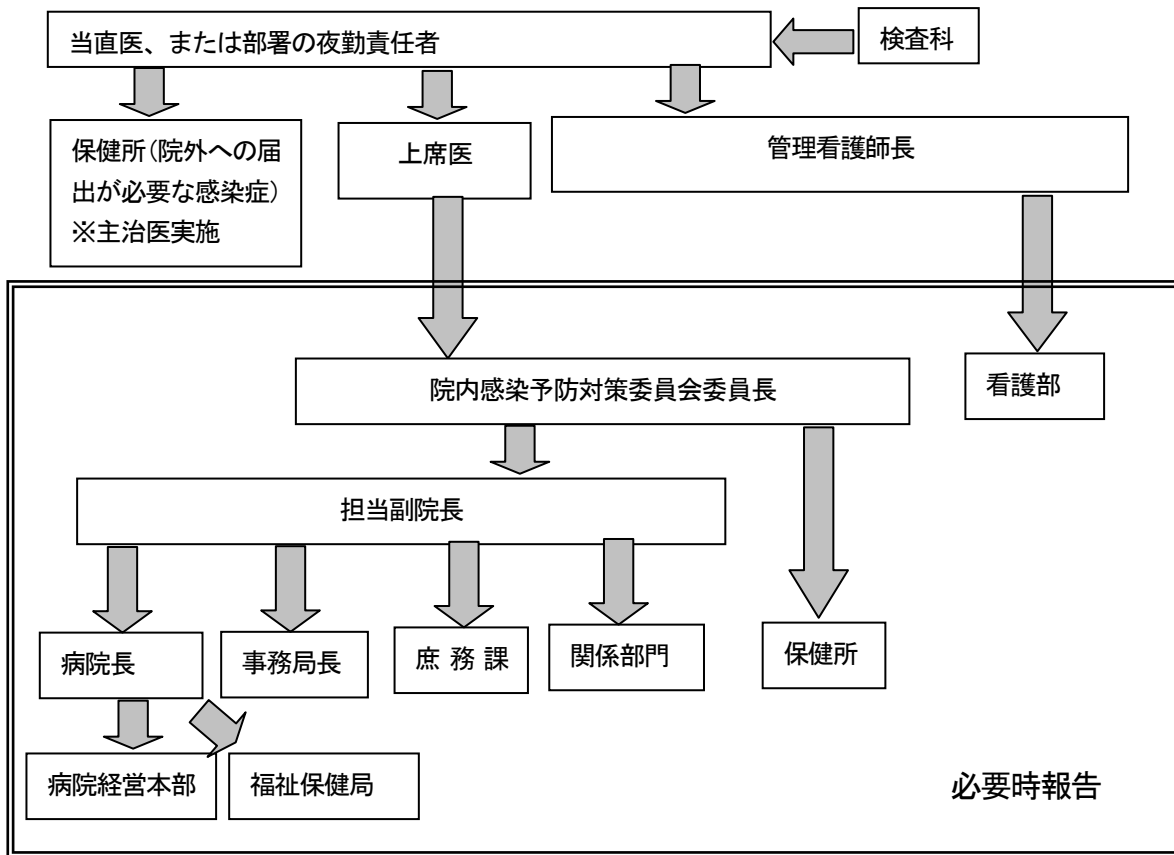 当直医、または部署の夜勤責任者
検査科
保健所(院外への届
出が必要な感染症)
※主治医実施
上席医
管理看護師長
院内感染予防対策委員会委員長
看護部
担当副院長
病院長
事務局長
庶 務 課
関係部門
保健所
病院経営本部
福祉保健局
必要時報告